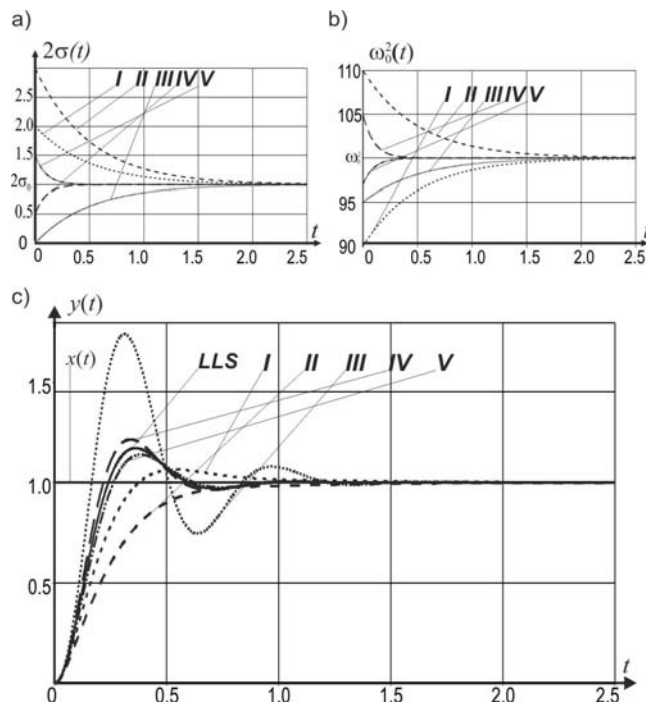 a)
2σ(t)
I II III IV V
2.5
2.0
1.5
2σ₀
0.5
0
0 0.5 1.0 1.5 2.0 2.5
t
b)
ω₀²(t)
110
I II III IV V
105
95
90
0 0.5 1.0 1.5 2.0 2.5
t
c)
y(t)
x(t)
LLS I II III IV V
1.5
1.0
0.5
0 0.5 1.0 1.5 2.0 2.5
t